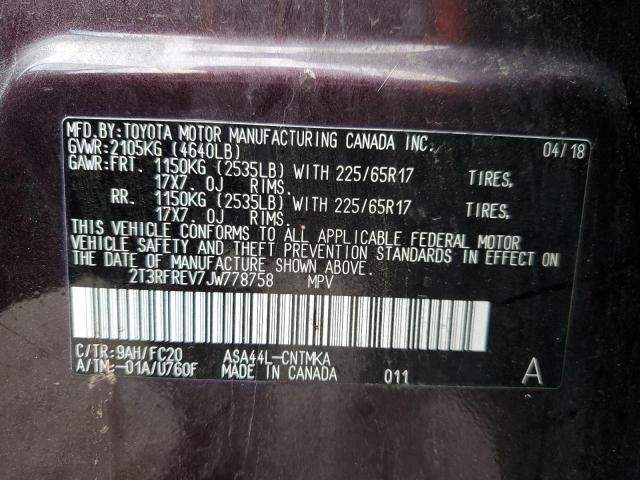 MFD.BY:TOYOTA MOTOR MANUFACTURING CANADA INC. 04/18
GVWR:2105KG (4640LB)
GAWR:FRT. 1150KG (2535LB) WITH 225/65R17 TIRES,
17X7. 0J RIMS.
RR. 1150KG (2535LB) WITH 225/65R17 TIRES,
17X7. 0J RIMS.
THIS VEHICLE CONFORMS TO ALL APPLICABLE FEDERAL MOTOR
VEHICLE SAFETY AND THEFT PREVENTION STANDARDS IN EFFECT ON
THE DATE OF MANUFACTURE SHOWN ABOVE.
2T3RFREV7JW778758 MPV
C/TR:9AH/FC20 ASA44L-CNTMKA
A/TM:-01A/U760F MADE IN CANADA 011 A